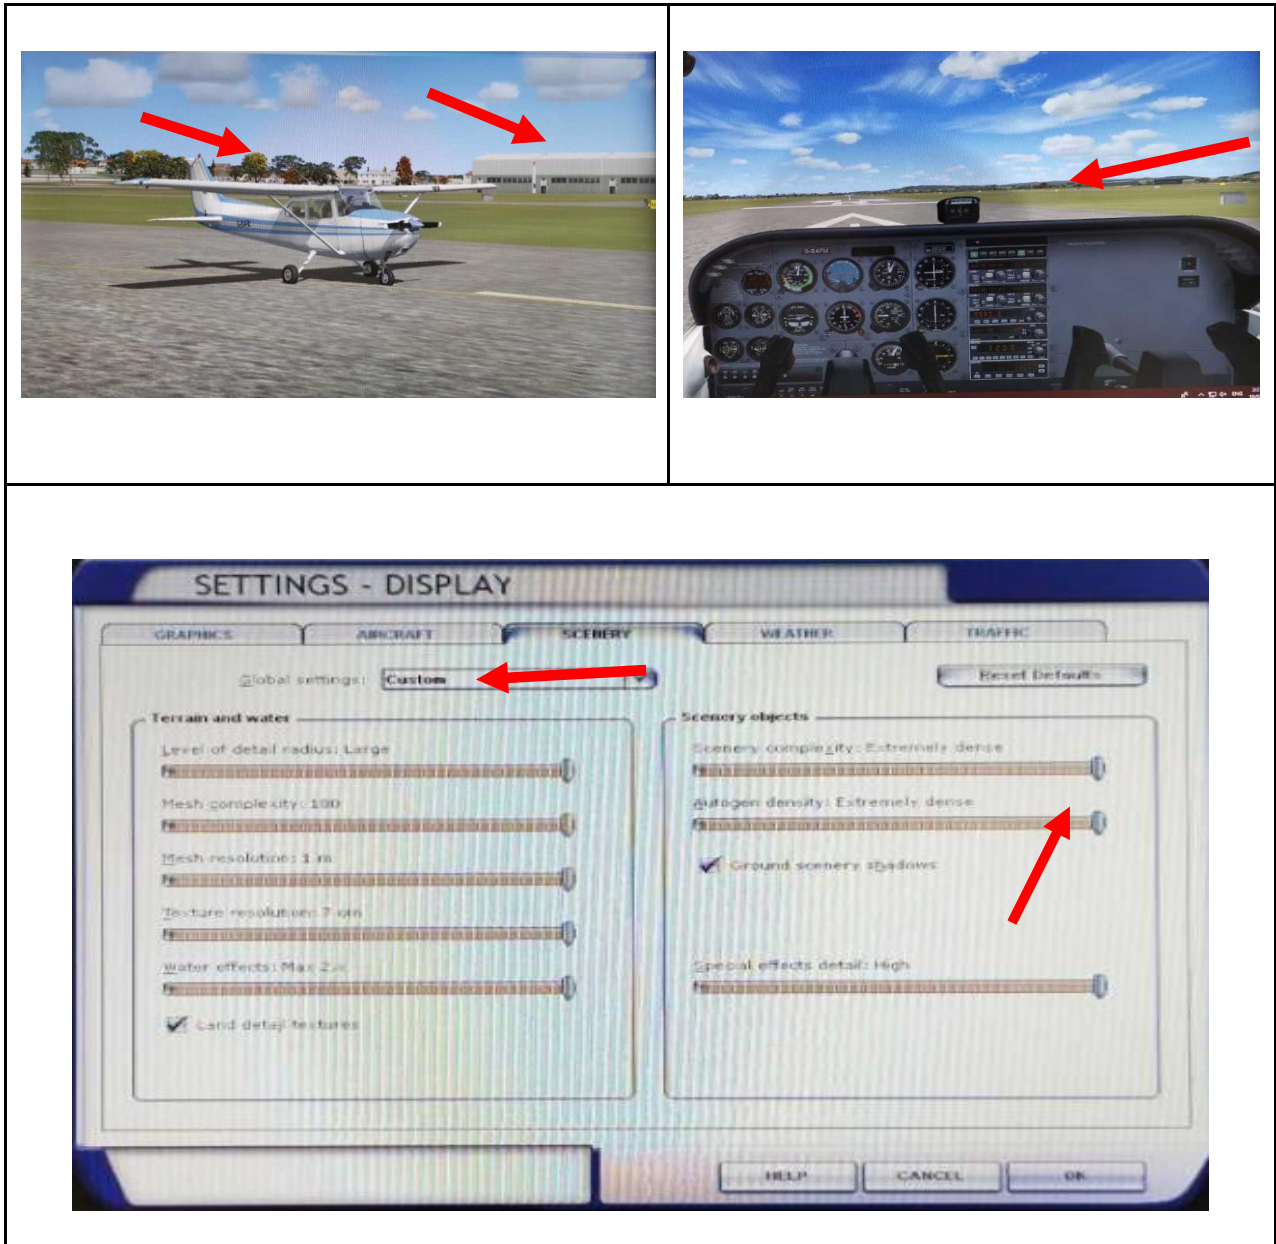 G-BAFM
1200
ENG
SETTINGS - DISPLAY
GRAPHICS
AIRCRAFT
SCENERY
WEATHER
TRAFFIC
Global settings: Custom
Reset Defaults
Terrain and water
Level of detail radius: Large
Mesh complexity: 100
Mesh resolution: 1 m
Texture resolution: 7 cm
Water effects: Max 2.x
Land detail textures
Scenery objects
Scenery complexity: Extremely dense
Autogen density: Extremely dense
Ground scenery shadows
Special effects detail: High
HELP
CANCEL
OK